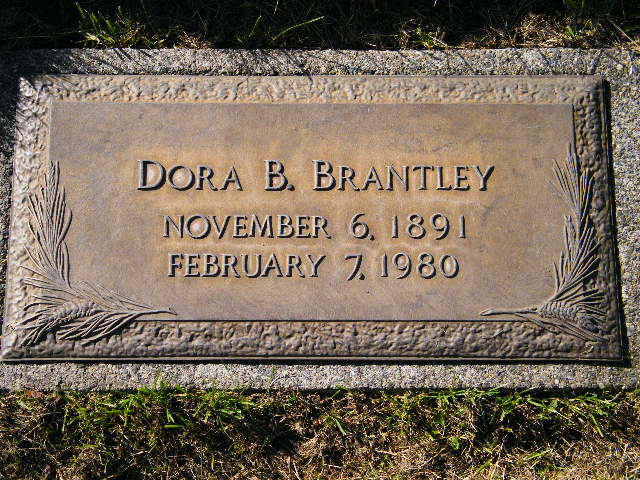 DORA B. BRANTLEY
NOVEMBER 6, 1891
FEBRUARY 7, 1980